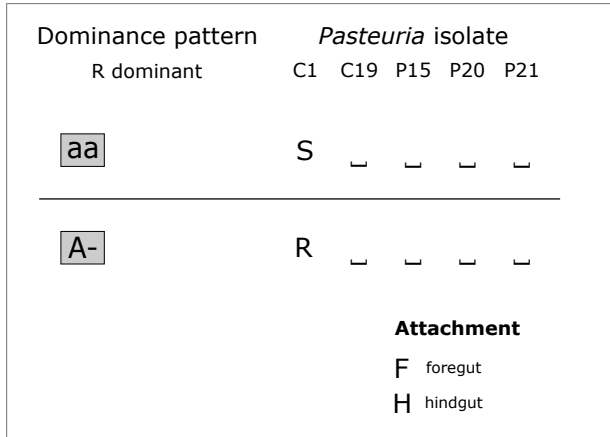 Dominance pattern Pasteuria isolate
R dominant C1 C19 P15 P20 P21
aa S ⎵ ⎵ ⎵ ⎵
A- R ⎵ ⎵ ⎵ ⎵
Attachment
F foregut
H hindgut